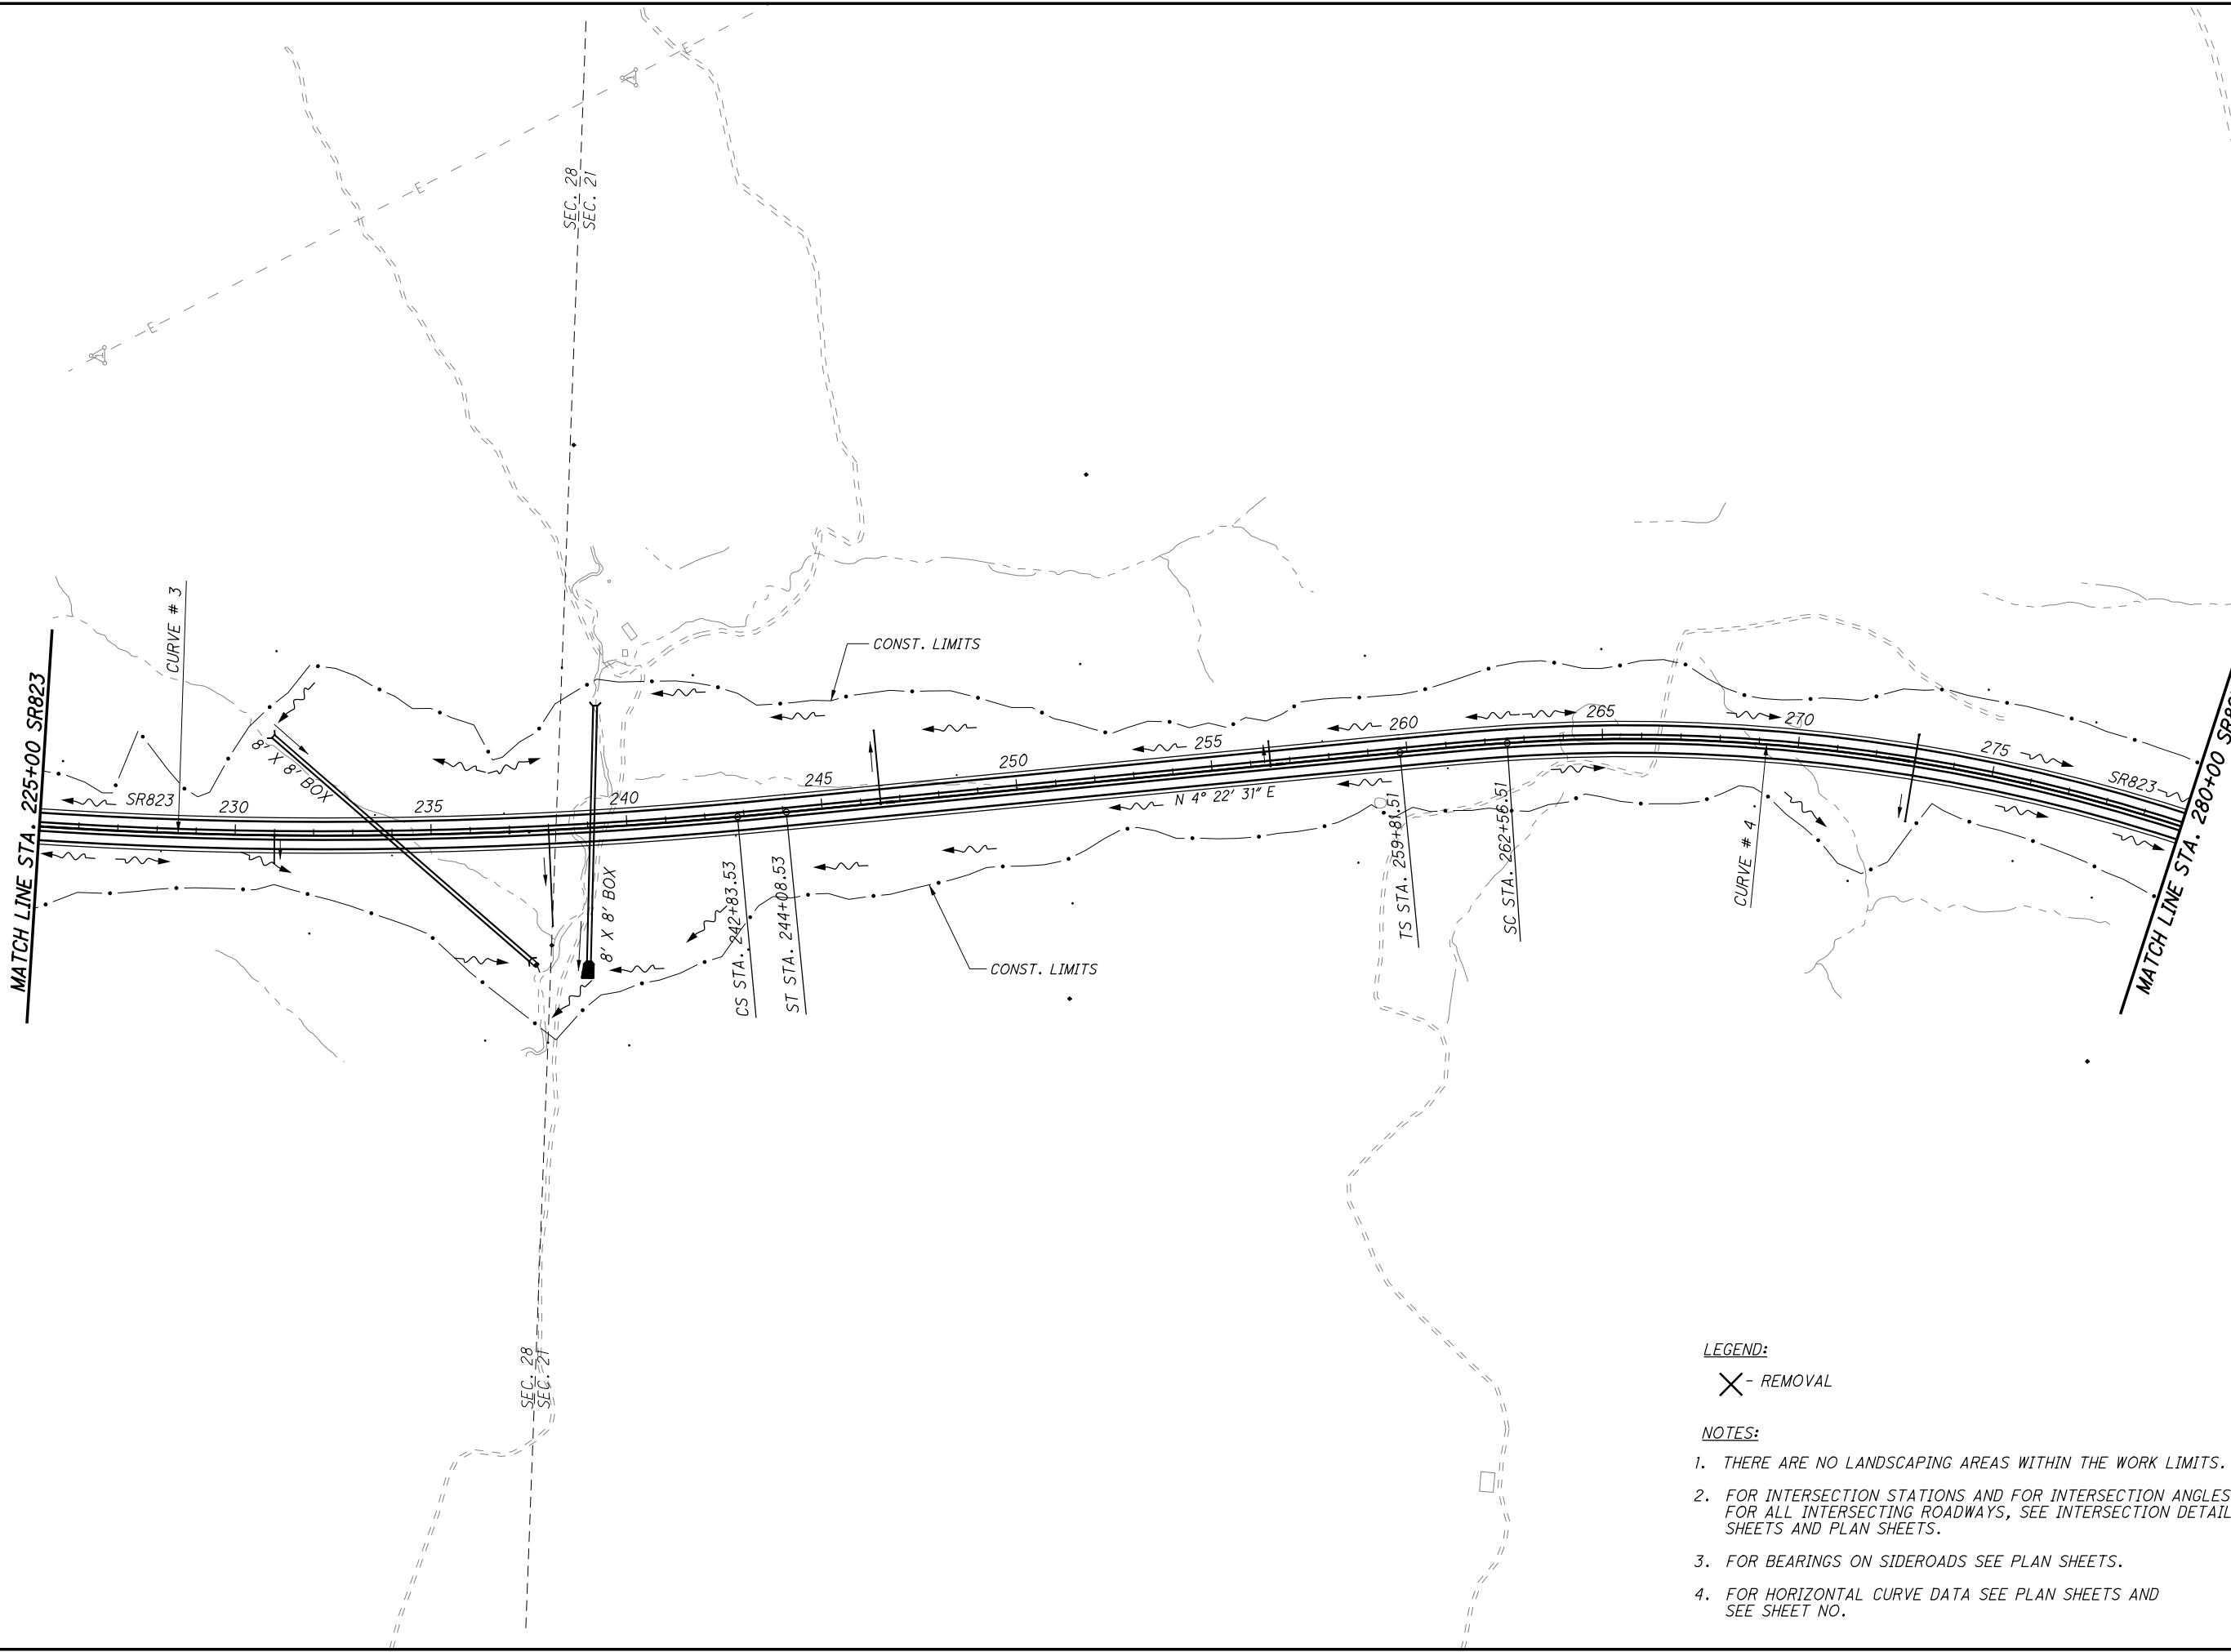 E
E
E
SEC. 28
SEC. 21
CURVE # 3
CONST. LIMITS
MATCH LINE STA. 225+00 SR823
8' X 8' BOX
SR823
230
235
240
245
250
255
260
265
270
275
SR823
N 4° 22' 31" E
8' X 8' BOX
CS STA. 242+83.53
ST STA. 244+08.53
CONST. LIMITS
TS STA. 259+81.51
SC STA. 262+56.51
CURVE # 4
MATCH LINE STA. 280+00
SEC. 28
SEC. 21
LEGEND:
- REMOVAL
NOTES:
1. THERE ARE NO LANDSCAPING AREAS WITHIN THE WORK LIMITS.
2. FOR INTERSECTION STATIONS AND FOR INTERSECTION ANGLES
FOR ALL INTERSECTING ROADWAYS, SEE INTERSECTION DETAIL
SHEETS AND PLAN SHEETS.
3. FOR BEARINGS ON SIDEROADS SEE PLAN SHEETS.
4. FOR HORIZONTAL CURVE DATA SEE PLAN SHEETS AND
SEE SHEET NO.